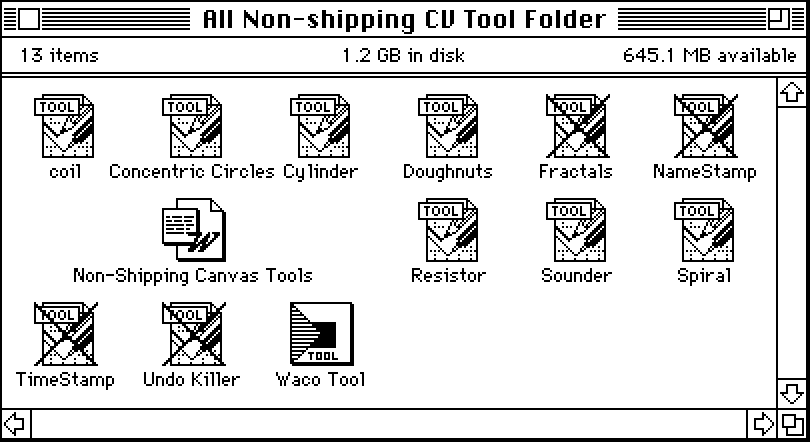 All Non-shipping CV Tool Folder
13 items 1.2 GB in disk 645.1 MB available
TOOL TOOL TOOL TOOL TOOL TOOL
coil Concentric Circles Cylinder Doughnuts Fractals NameStamp
W TOOL TOOL TOOL
Non-Shipping Canvas Tools Resistor Sounder Spiral
TOOL TOOL TOOL
TimeStamp Undo Killer Waco Tool